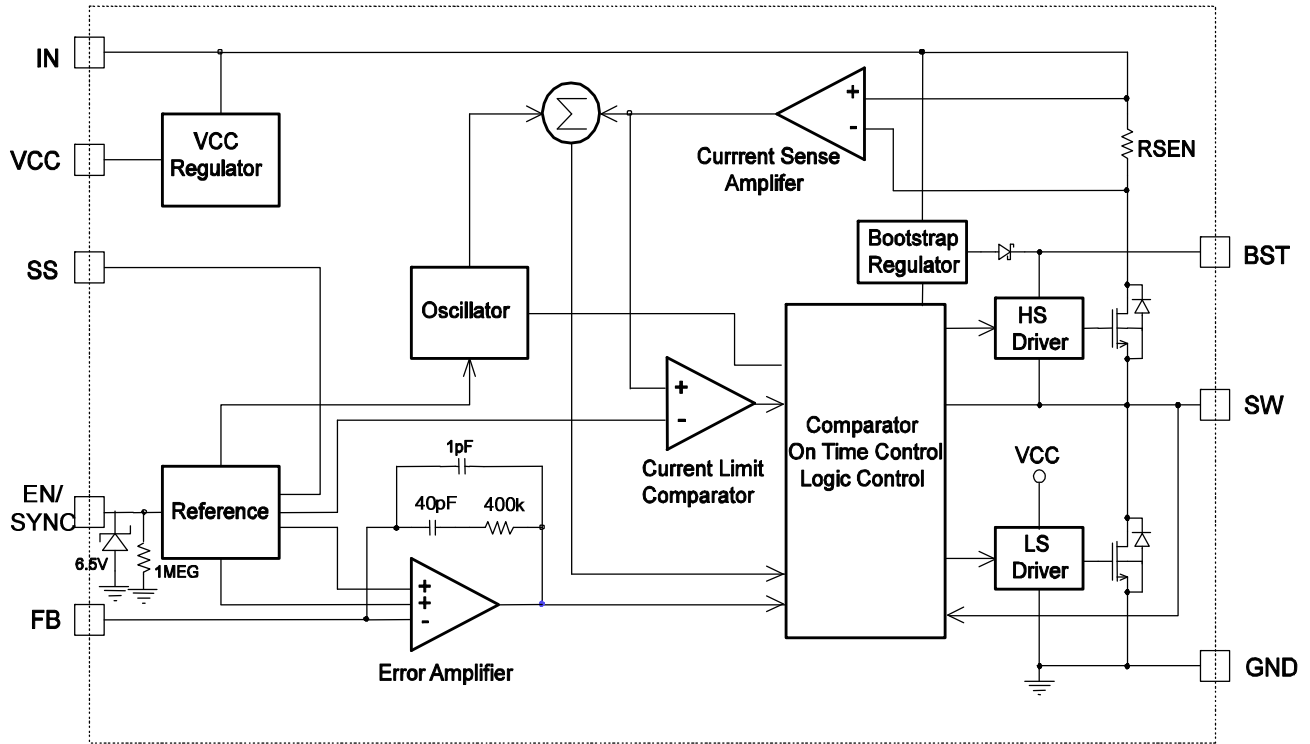 IN
VCC
Regulator
VCC
SS
Σ
+
-
Currrent Sense
Amplifer
RSEN
Bootstrap
Regulator
BST
Oscillator
HS
Driver
+
-
Current Limit
Comparator
Comparator
On Time Control
Logic Control
SW
VCC
1pF
40pF
400k
EN/
SYNC
Reference
6.5V
1MEG
LS
Driver
+
+
-
FB
Error Amplifier
GND